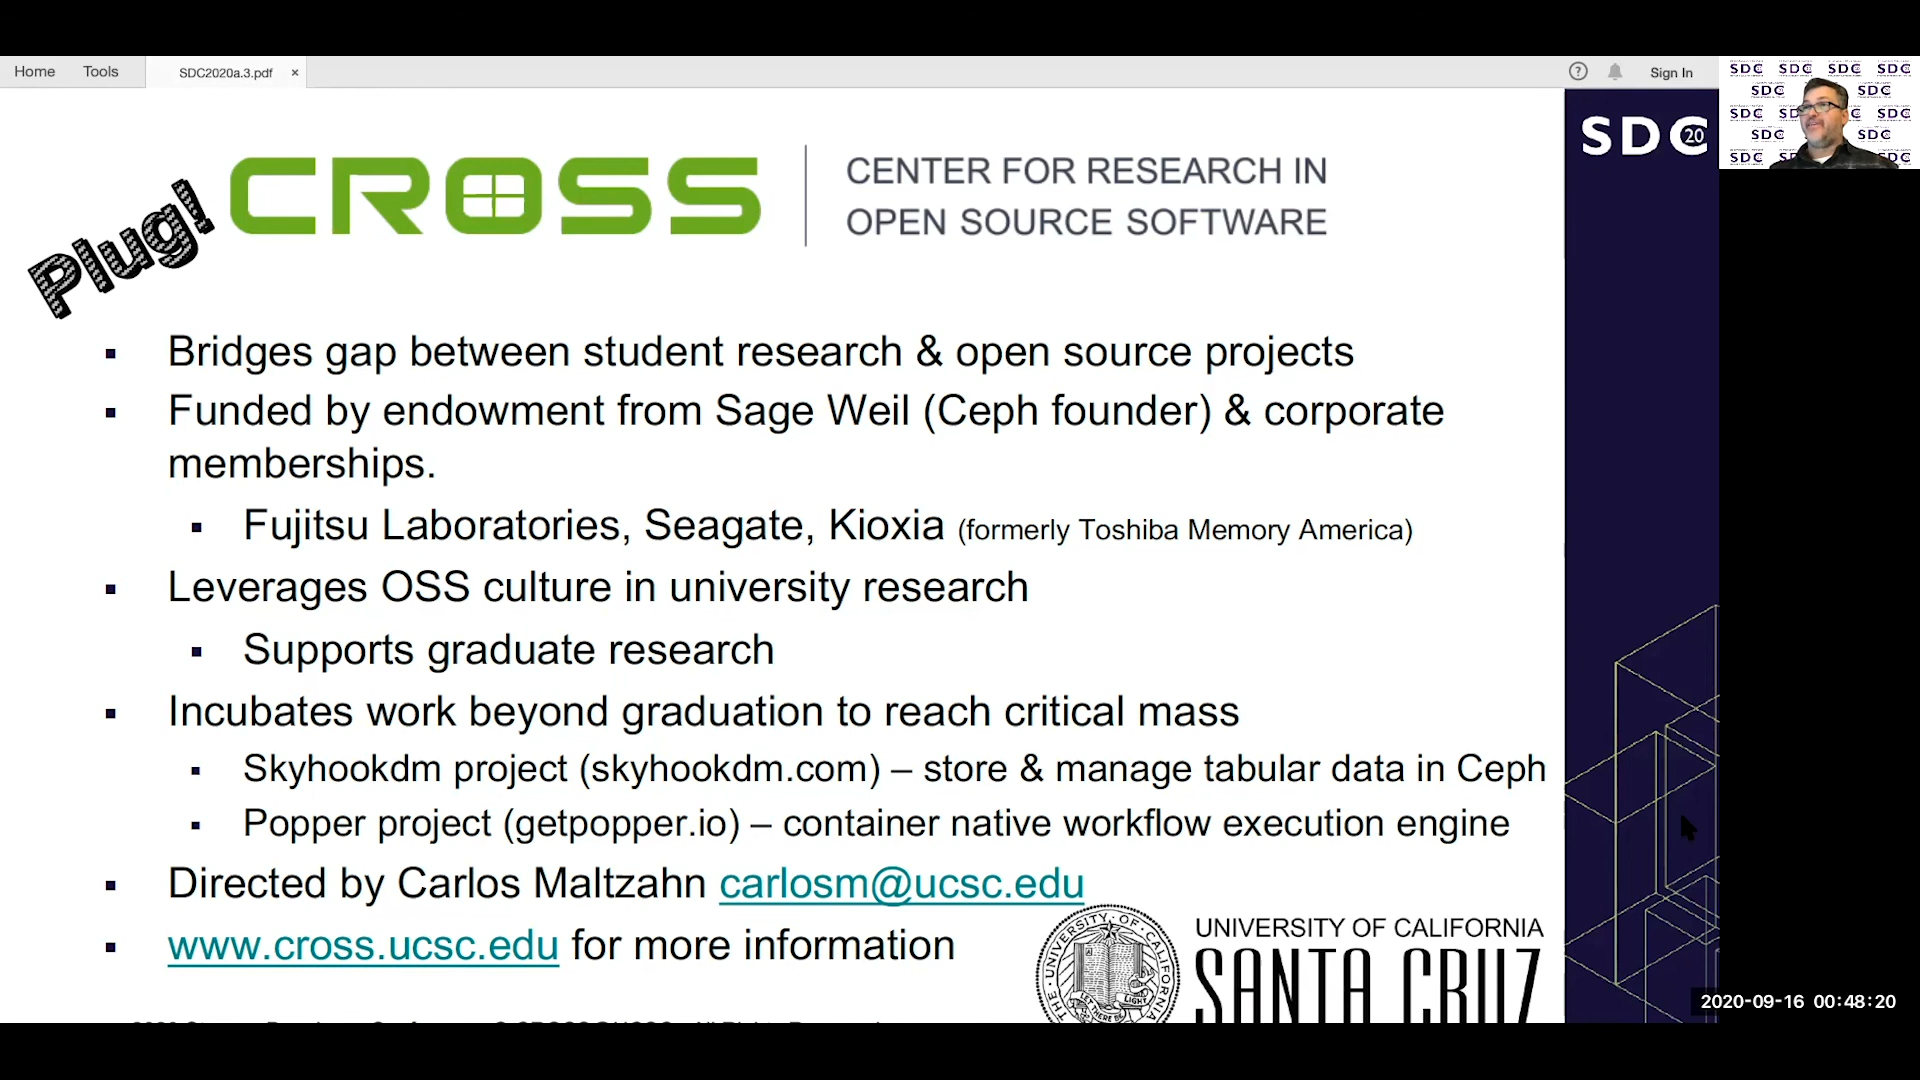 Home Tools SDC2020a.3.pdf × Sign In
SDC 20
Plug!
CROSS
CENTER FOR RESEARCH IN
OPEN SOURCE SOFTWARE
▪ Bridges gap between student research & open source projects
▪ Funded by endowment from Sage Weil (Ceph founder) & corporate
memberships.
▪ Fujitsu Laboratories, Seagate, Kioxia (formerly Toshiba Memory America)
▪ Leverages OSS culture in university research
▪ Supports graduate research
▪ Incubates work beyond graduation to reach critical mass
▪ Skyhookdm project (skyhookdm.com) – store & manage tabular data in Ceph
▪ Popper project (getpopper.io) – container native workflow execution engine
▪ Directed by Carlos Maltzahn carlosm@ucsc.edu
▪ www.cross.ucsc.edu for more information
UNIVERSITY OF CALIFORNIA
SANTA CRUZ
2020-09-16 00:48:20